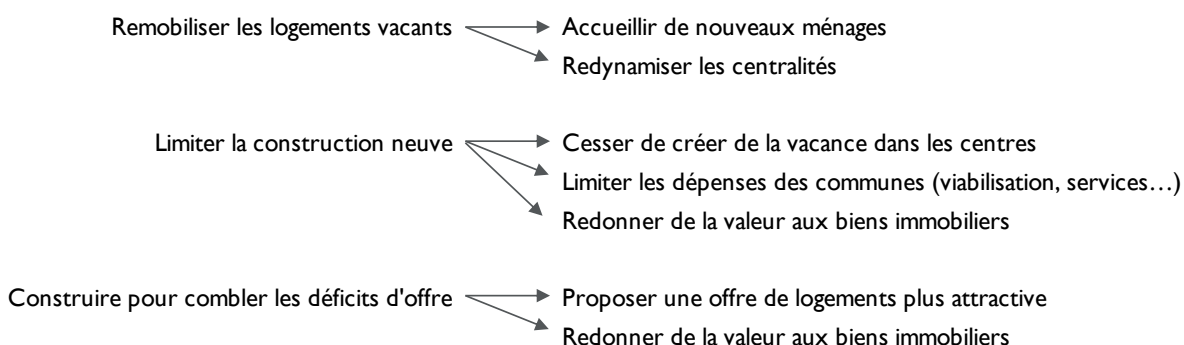 Remobiliser les logements vacants
Accueillir de nouveaux ménages
Redynamiser les centralités
Limiter la construction neuve
Cesser de créer de la vacance dans les centres
Limiter les dépenses des communes (viabilisation, services…)
Redonner de la valeur aux biens immobiliers
Construire pour combler les déficits d'offre
Proposer une offre de logements plus attractive
Redonner de la valeur aux biens immobiliers